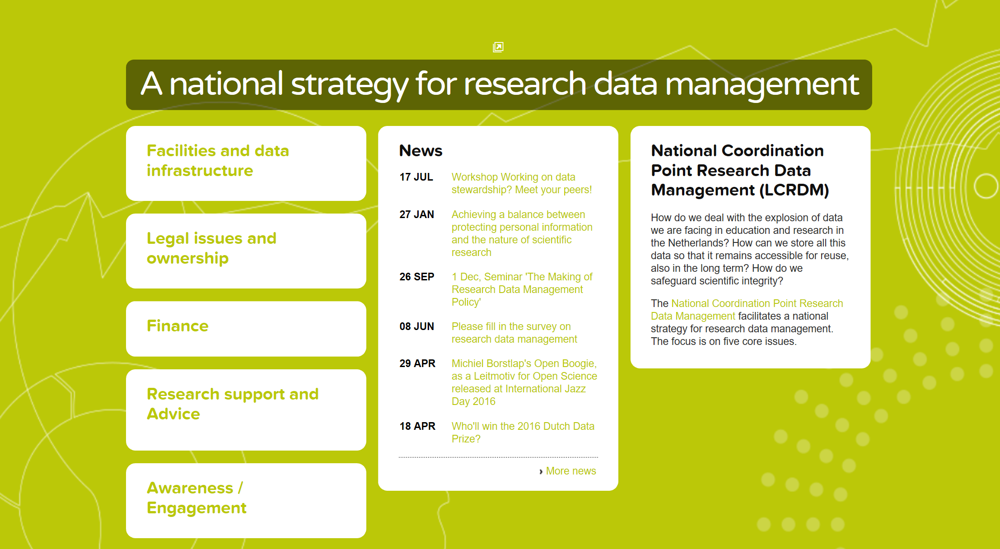 A national strategy for research data management
Facilities and data
infrastructure
Legal issues and
ownership
Finance
Research support and
Advice
Awareness /
Engagement
News
17 JUL Workshop Working on data
stewardship? Meet your peers!
27 JAN Achieving a balance between
protecting personal information
and the nature of scientific
research
26 SEP 1 Dec, Seminar 'The Making of
Research Data Management
Policy'
08 JUN Please fill in the survey on
research data management
29 APR Michiel Borstlap's Open Boogie,
as a Leitmotiv for Open Science
released at International Jazz
Day 2016
18 APR Who'll win the 2016 Dutch Data
Prize?
› More news
National Coordination
Point Research Data
Management (LCRDM)
How do we deal with the explosion of data
we are facing in education and research in
the Netherlands? How can we store all this
data so that it remains accessible for reuse,
also in the long term? How do we
safeguard scientific integrity?
The National Coordination Point Research
Data Management facilitates a national
strategy for research data management.
The focus is on five core issues.